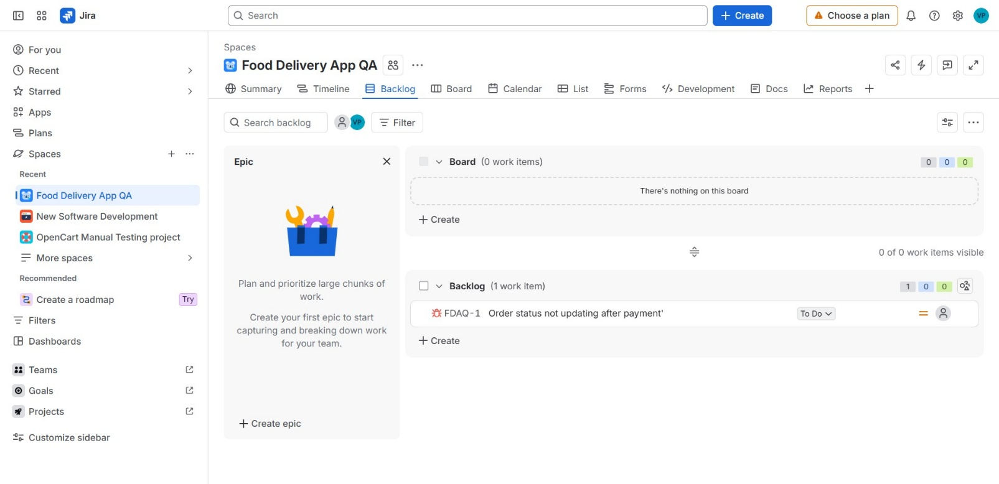 Jira
Search
+ Create
Choose a plan
VP
For you
Recent
Starred
Apps
Plans
Spaces
Recent
Food Delivery App QA
New Software Development
OpenCart Manual Testing project
More spaces
Recommended
Create a roadmap Try
Filters
Dashboards
Teams
Goals
Projects
Customize sidebar
Spaces
Food Delivery App QA
Summary Timeline Backlog Board Calendar List Forms Development Docs Reports
Search backlog VP Filter
Epic
Plan and prioritize large chunks of
work.
Create your first epic to start
capturing and breaking down work
for your team.
+ Create epic
Board (0 work items) 0 0 0
There's nothing on this board
+ Create
0 of 0 work items visible
Backlog (1 work item) 1 0 0
FDAQ-1 Order status not updating after payment' To Do
+ Create